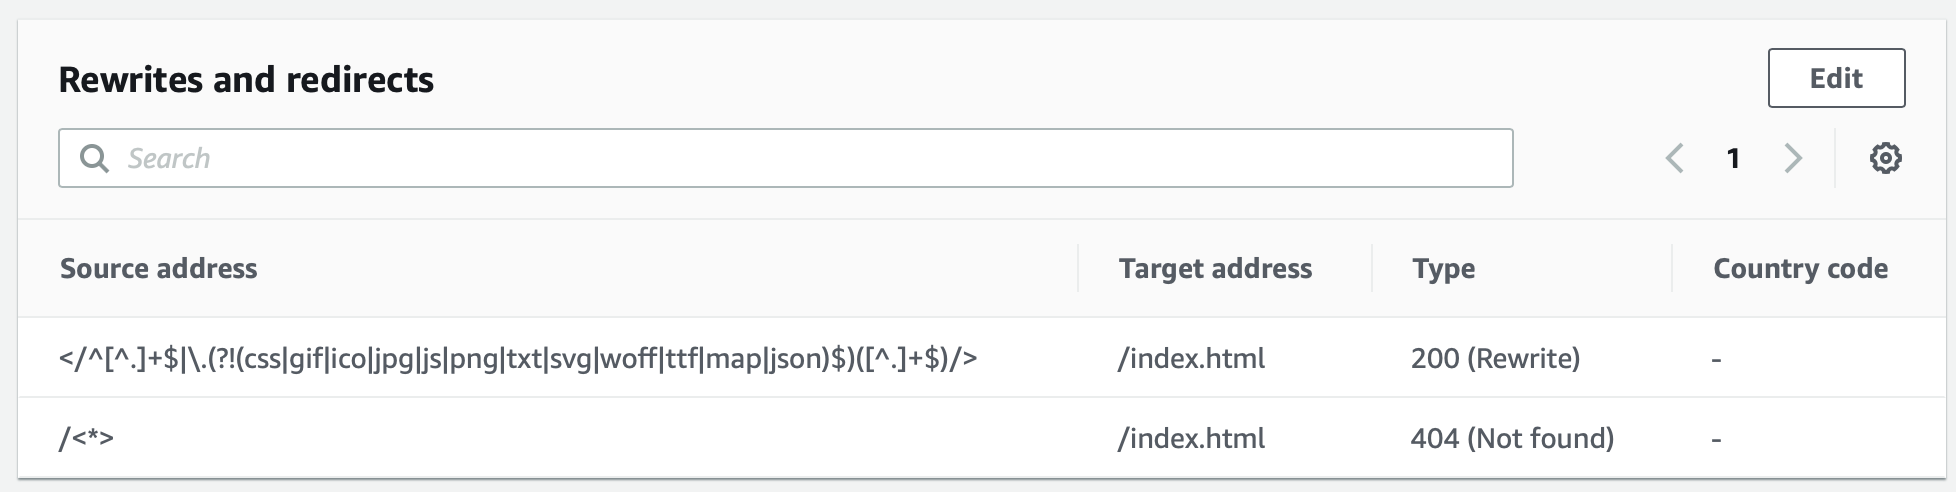 Rewrites and redirects
Edit
Search
1
Source address Target address Type Country code
</^[^.]+$|\.(?!(css|gif|ico|jpg|js|png|txt|svg|woff|ttf|map|json)$)([^.]+$)/> /index.html 200 (Rewrite) -
/<*> /index.html 404 (Not found) -